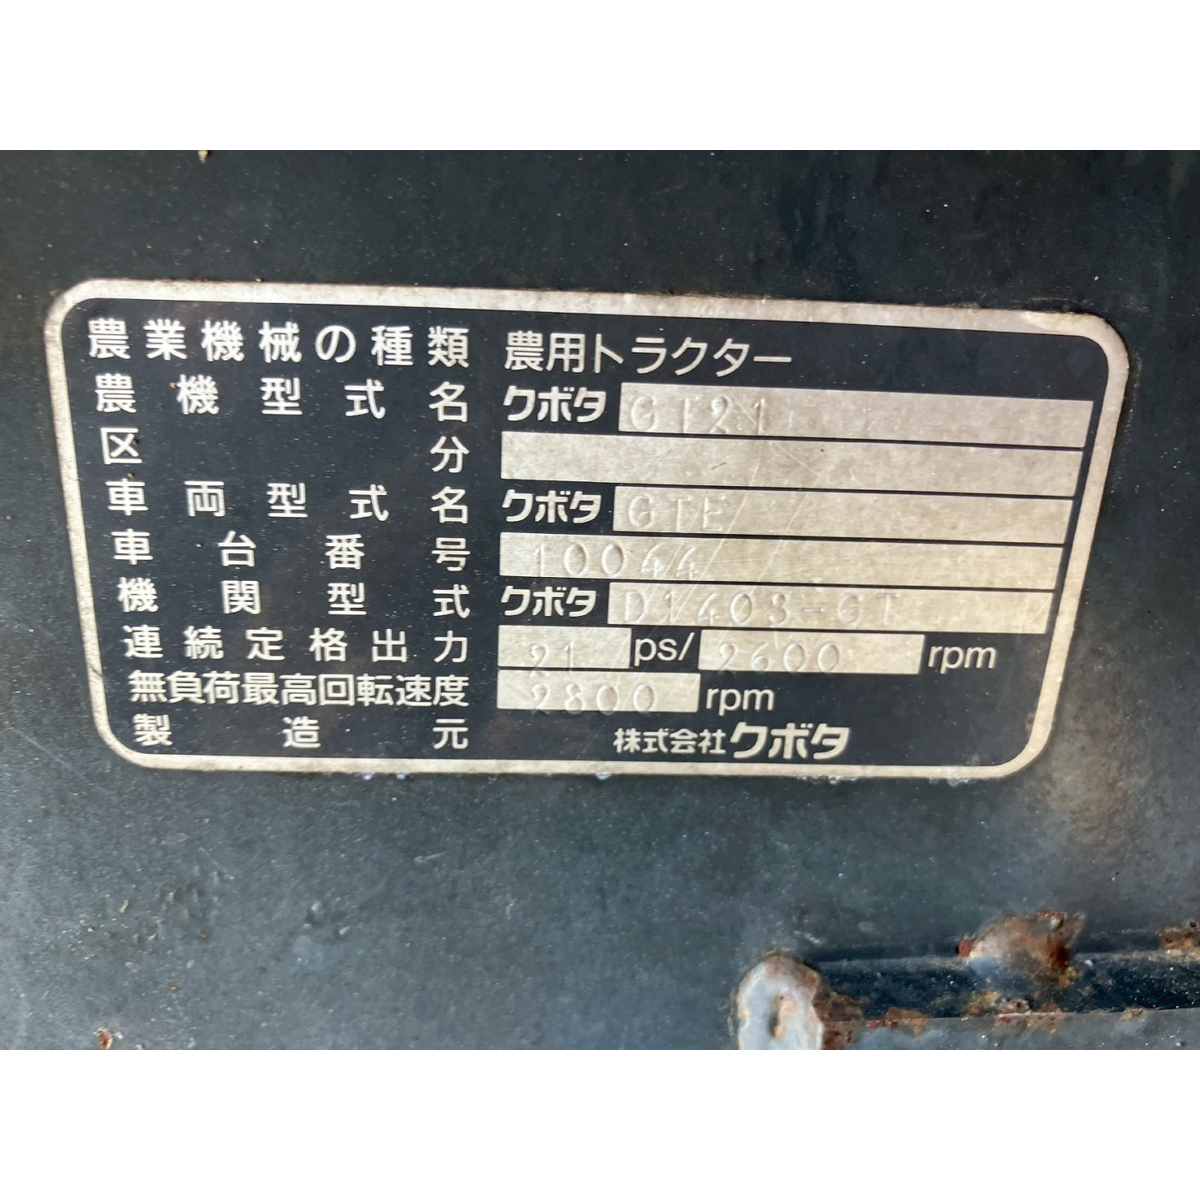 農業機械の種類 農用トラクター
農機型式名 クボタ GT21
区分
車両型式名 クボタ GTE
車台番号 10044
機関型式 クボタ D1403-GT
連続定格出力 21 ps/ 2600 rpm
無負荷最高回転速度 2800 rpm
製造元 株式会社クボタ